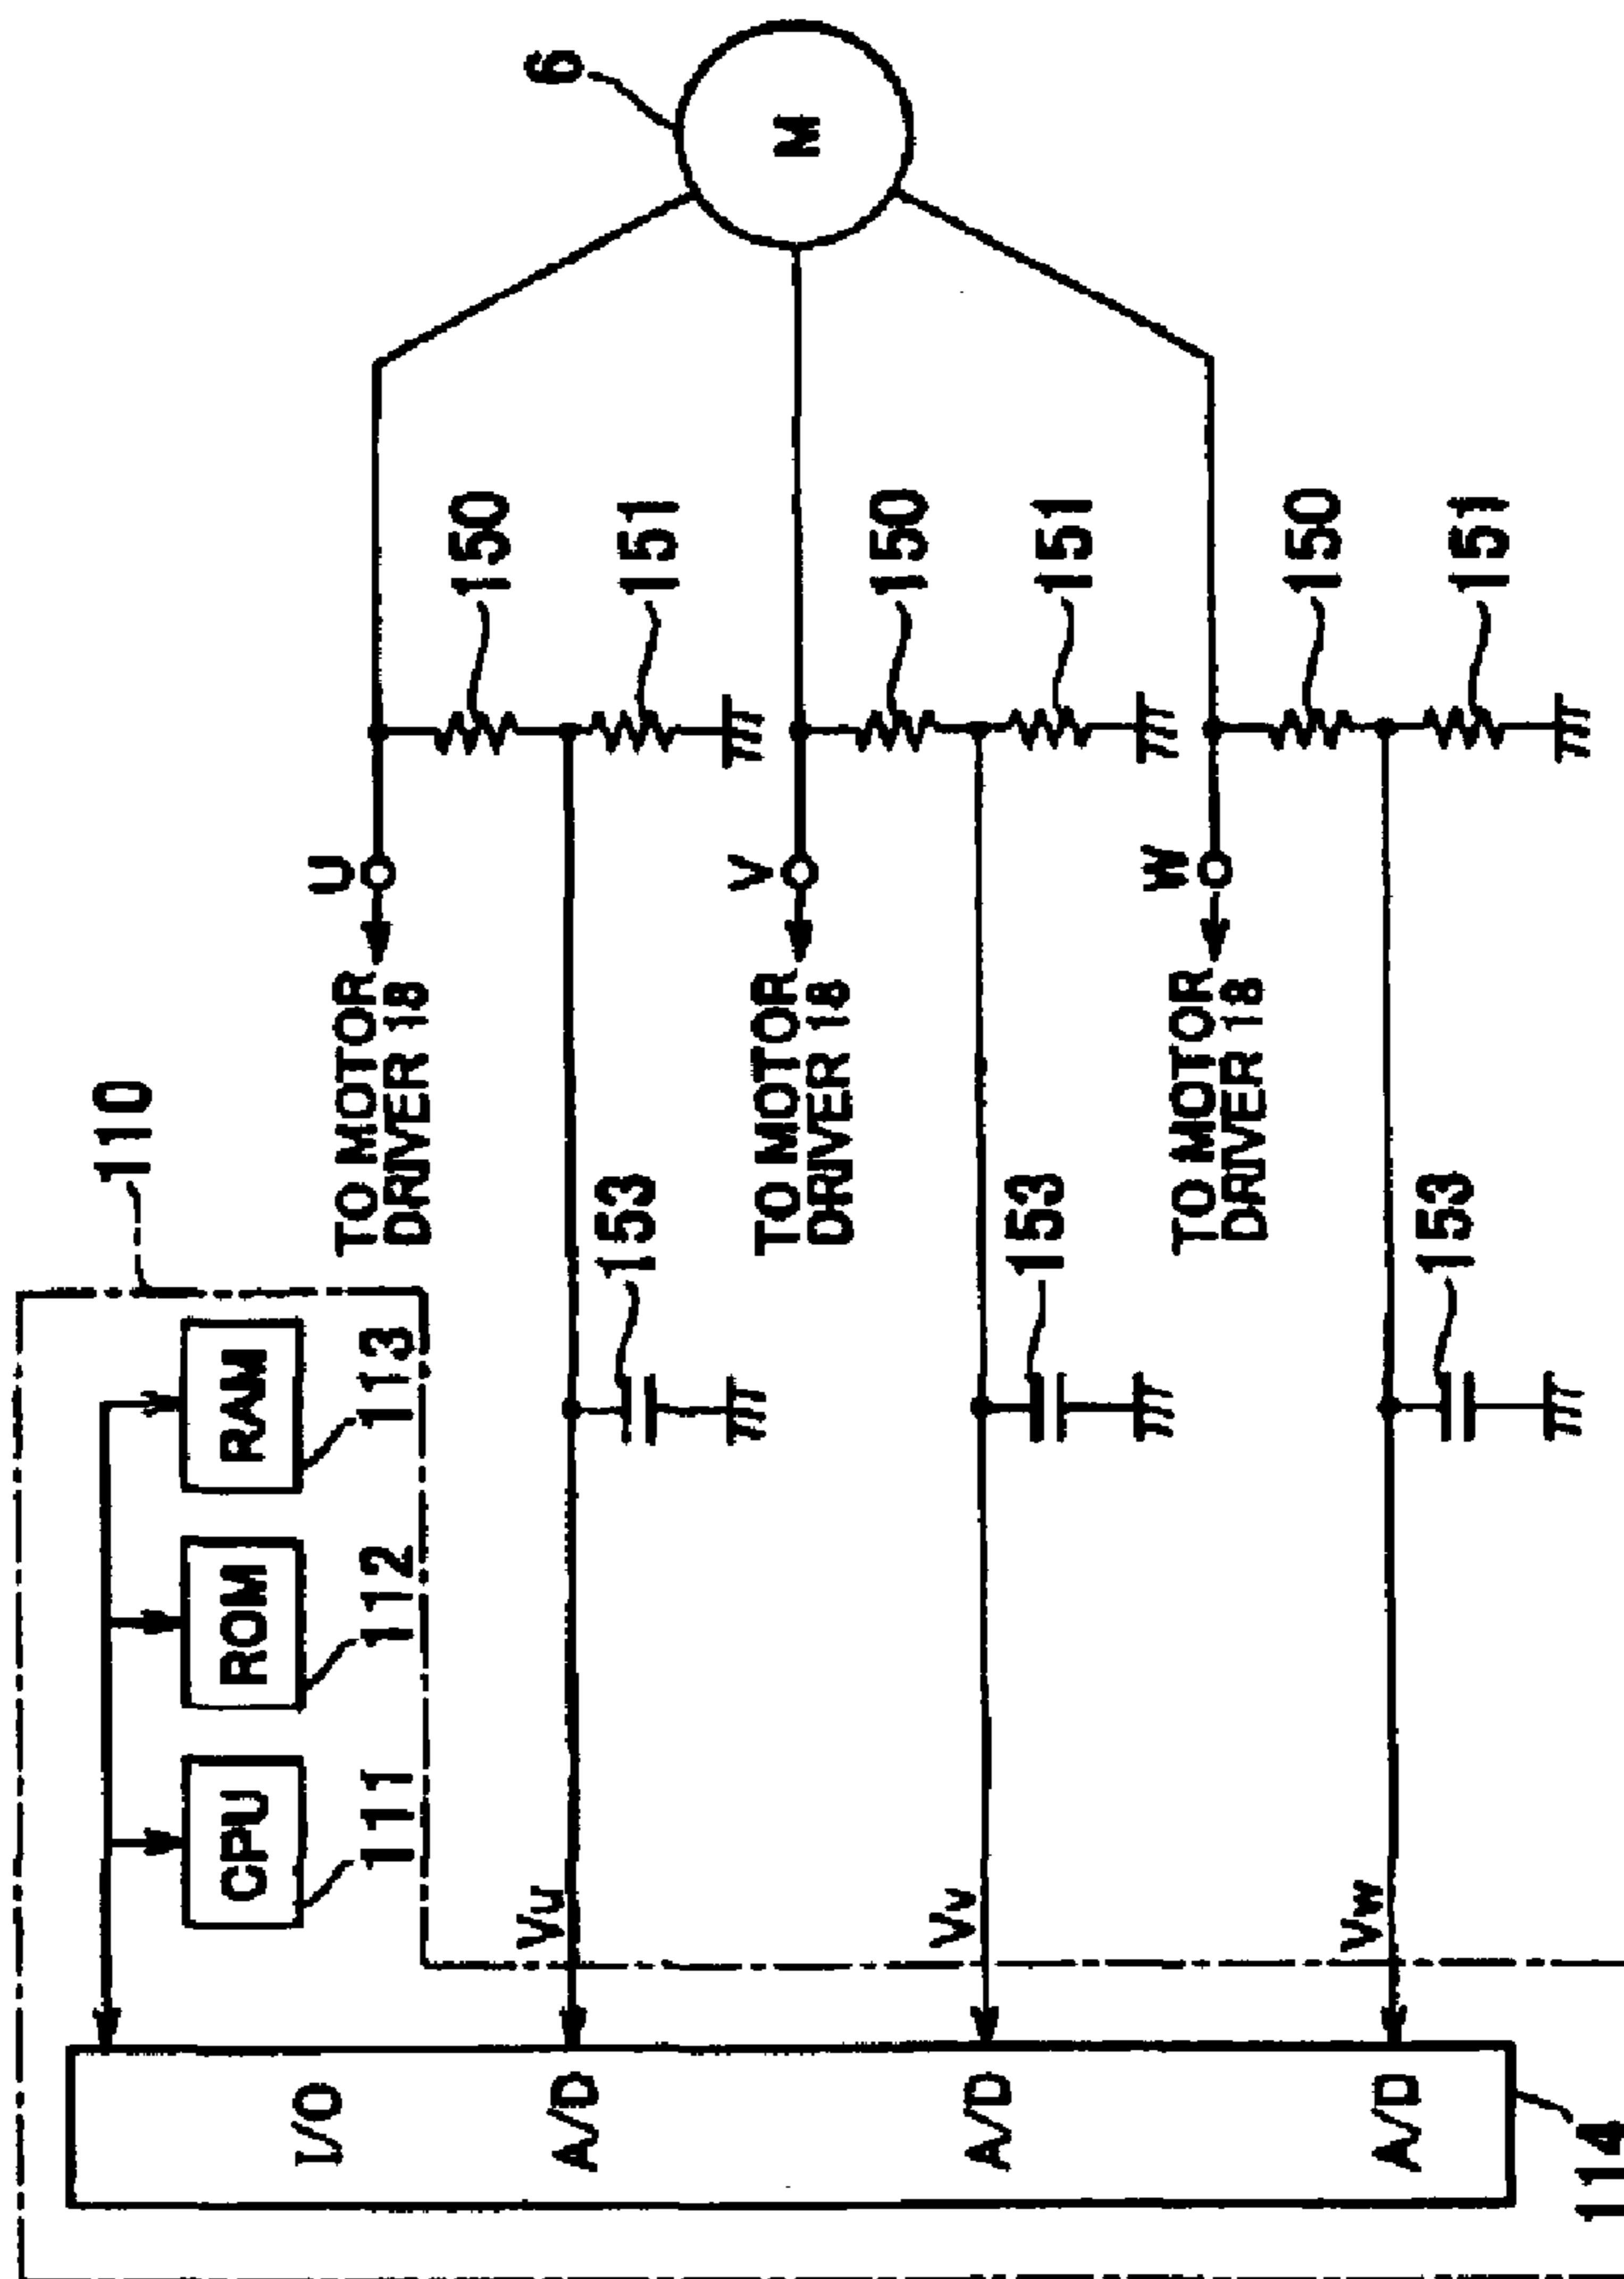 110
CPU
ROM
RAM
111
112
113
I/O
6
M
U
TO MOTOR
DRIVER 18
150
A/D
Vu
153
151
V
TO MOTOR
DRIVER 18
150
A/D
Vv
153
151
W
TO MOTOR
DRIVER 18
150
A/D
Vw
153
151
114